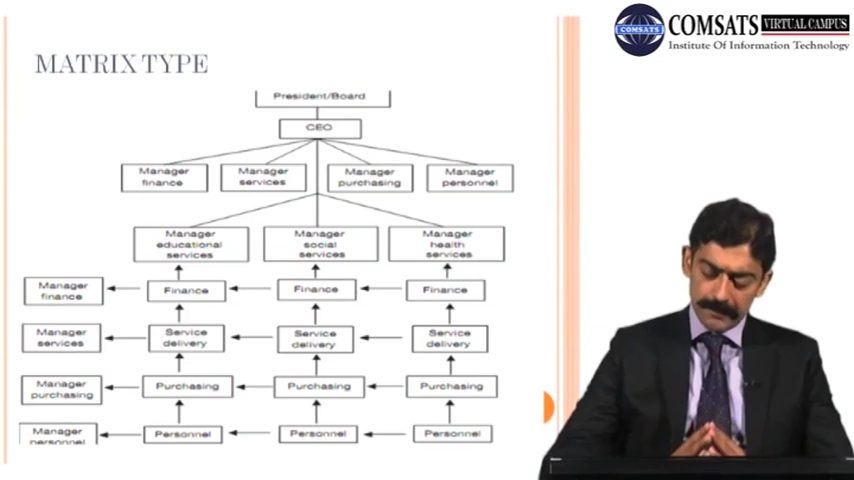 COMSATS VIRTUAL CAMPUS
COMSATS
Institute Of Information Technology
MATRIX TYPE
President/Board
CEO
Manager
finance
Manager
services
Manager
purchasing
Manager
personnel
Manager
educational
services
Manager
social
services
Manager
health
services
Manager
finance
Finance
Finance
Finance
Manager
services
Service
delivery
Service
delivery
Service
delivery
Manager
purchasing
Purchasing
Purchasing
Purchasing
Manager
personnel
Personnel
Personnel
Personnel